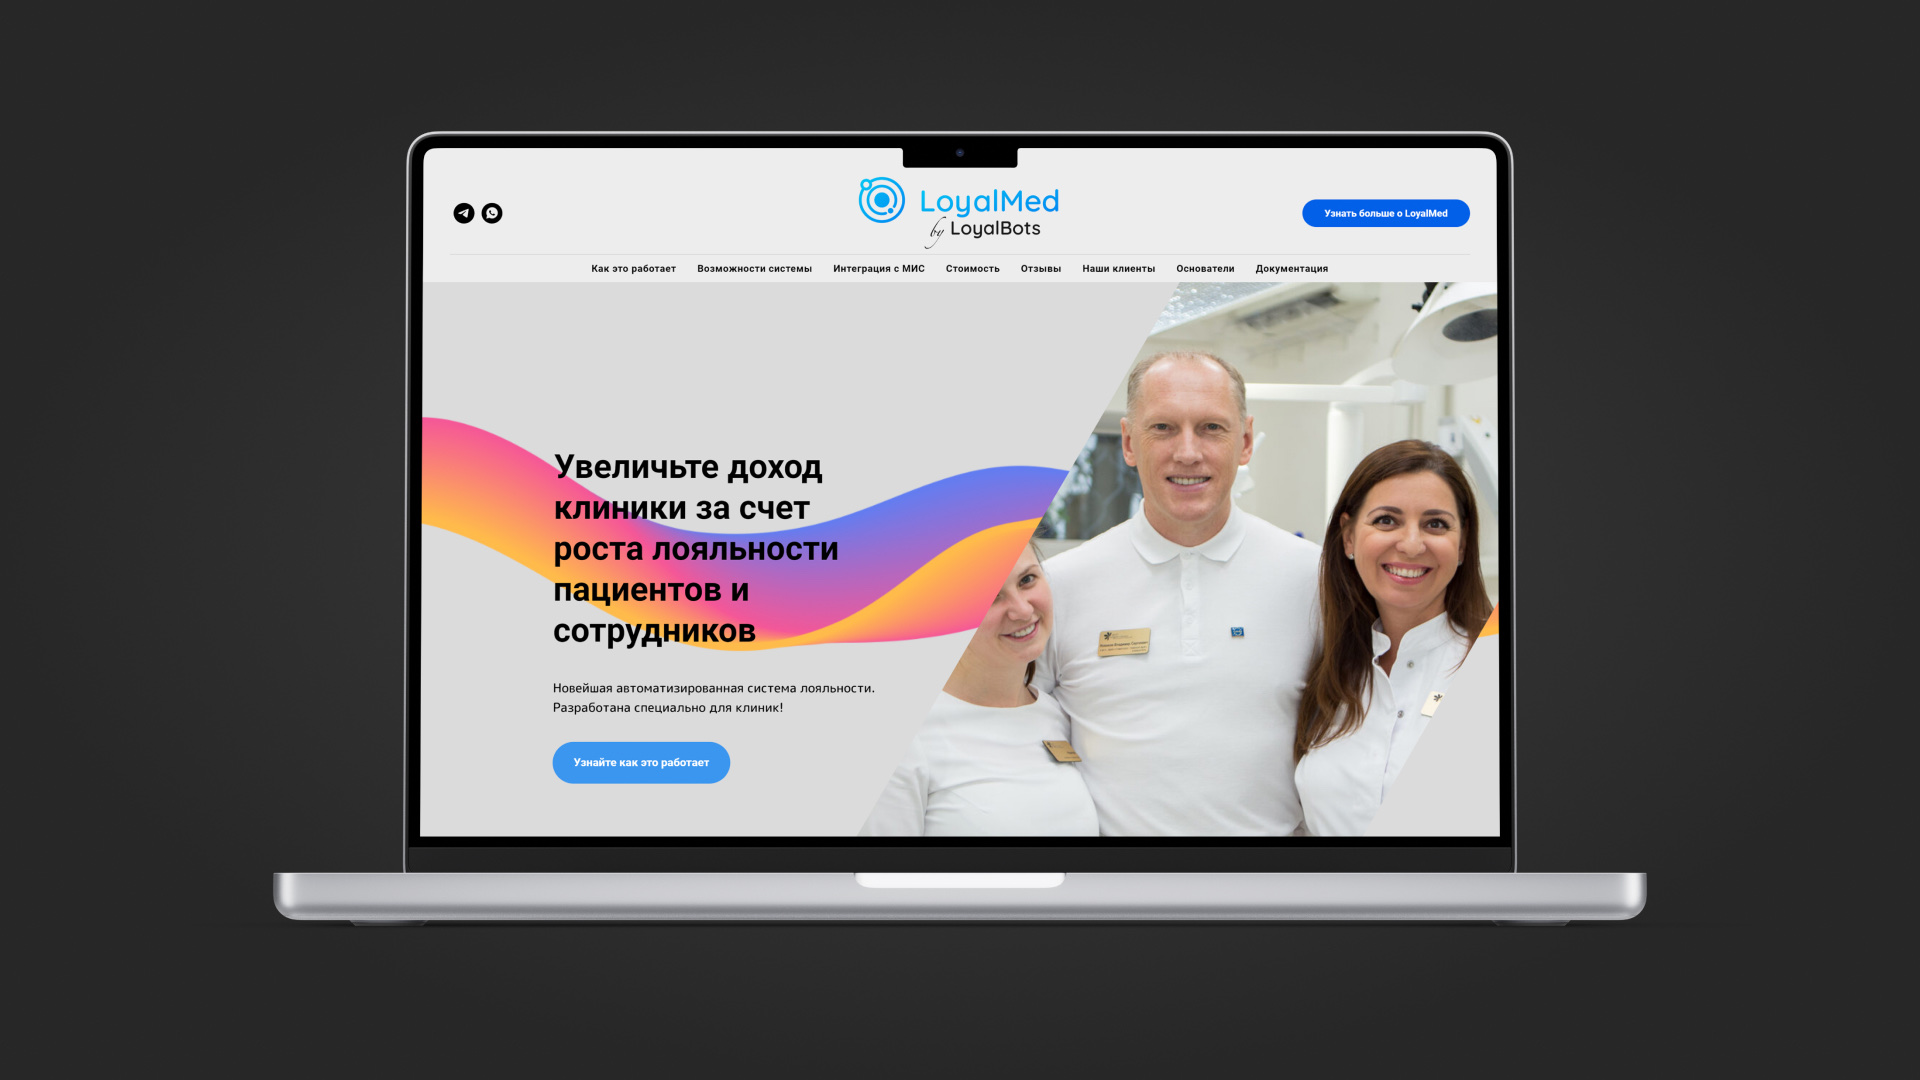 LoyalMed
by LoyalBots
Узнать больше о LoyalMed
Как это работает Возможности системы Интеграция с МИС Стоимость Отзывы Наши клиенты Основатели Документация
Увеличьте доход
клиники за счет
роста лояльности
пациентов и
сотрудников
Новейшая автоматизированная система лояльности.
Разработана специально для клиник!
Узнайте как это работает